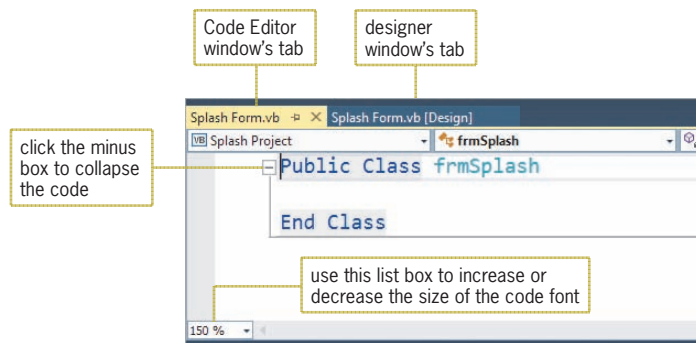 Code Editor
window's tab
designer
window's tab
Splash Form.vb
Splash Form.vb [Design]
VB Splash Project
frmSplash
click the minus
box to collapse
the code
Public Class frmSplash
End Class
use this list box to increase or
decrease the size of the code font
150 %